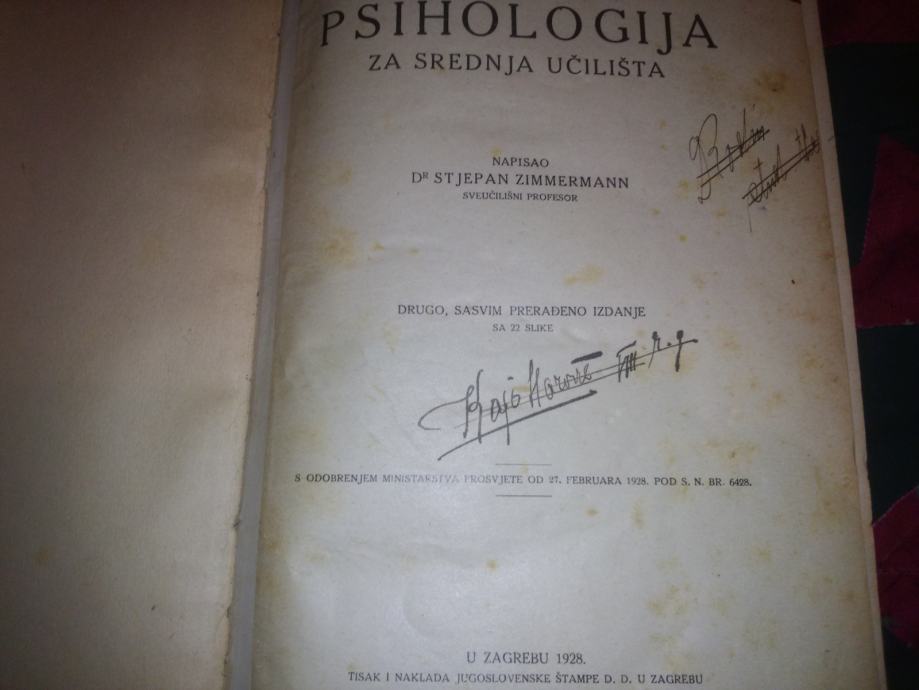 PSIHOLOGIJA
ZA SREDNJA UČILIŠTA
NAPISAO
DR STJEPAN ZIMMERMANN
SVEUČILIŠNI PROFESOR
DRUGO, SASVIM PRERAĐENO IZDANJE
SA 22 SLIKE
VIII r. g.
S ODOBRENJEM MINISTARSTVA PROSVJETE OD 27. FEBRUARA 1928. POD S. N. BR. 6428.
U ZAGREBU 1928.
TISAK I NAKLADA JUGOSLOVENSKE ŠTAMPE D. D. U ZAGREBU